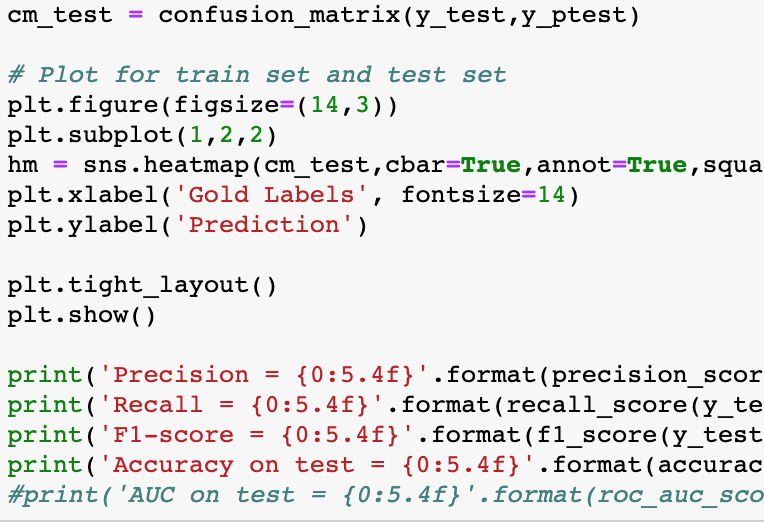 cm_test = confusion_matrix(y_test,y_ptest)
# Plot for train set and test set
plt.figure(figsize=(14,3))
plt.subplot(1,2,2)
hm = sns.heatmap(cm_test,cbar=True,annot=True,squa
plt.xlabel('Gold Labels', fontsize=14)
plt.ylabel('Prediction')
plt.tight_layout()
plt.show()
print('Precision = {0:5.4f}'.format(precision_scor
print('Recall = {0:5.4f}'.format(recall_score(y_te
print('F1-score = {0:5.4f}'.format(f1_score(y_test
print('Accuracy on test = {0:5.4f}'.format(accurac
#print('AUC on test = {0:5.4f}'.format(roc_auc_sco